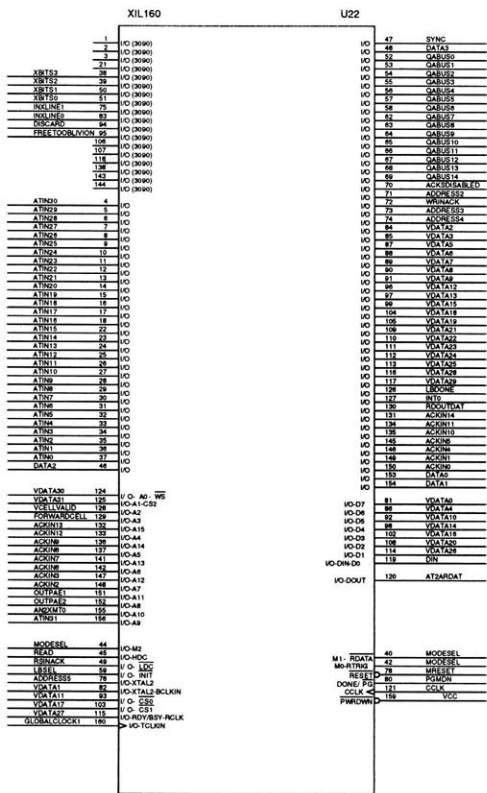 XIL160 U22
1 I/O (3090)
2 I/O (3090)
3 I/O (3090)
21 I/O (3090)
XBITS3 38 I/O (3090)
XBITS2 39 I/O (3090)
XBITS1 50 I/O (3090)
XBITS0 51 I/O (3090)
INXLINE1 75 I/O (3090)
INXLINE0 83 I/O (3090)
DISCARD 94 I/O (3090)
FREETOOBLIVION 95 I/O (3090)
106 I/O (3090)
107 I/O (3090)
118 I/O (3090)
138 I/O (3090)
143 I/O (3090)
144 I/O (3090)
ATIN30 4 I/O
ATIN29 5 I/O
ATIN28 6 I/O
ATIN27 7 I/O
ATIN26 8 I/O
ATIN25 9 I/O
ATIN24 10 I/O
ATIN23 11 I/O
ATIN22 12 I/O
ATIN21 13 I/O
ATIN20 14 I/O
ATIN19 15 I/O
ATIN18 16 I/O
ATIN17 17 I/O
ATIN16 18 I/O
ATIN15 22 I/O
ATIN14 23 I/O
ATIN13 24 I/O
ATIN12 25 I/O
ATIN11 26 I/O
ATIN10 27 I/O
ATIN9 28 I/O
ATIN8 29 I/O
ATIN7 30 I/O
ATIN6 31 I/O
ATIN5 32 I/O
ATIN4 33 I/O
ATIN3 34 I/O
ATIN2 35 I/O
ATIN1 36 I/O
ATIN0 37 I/O
DATA2 46 I/O
VDATA30 124 I/O-A0-WS
VDATA31 125 I/O-A1-CS2
VCELLVALID 128 I/O-A2
FORWARDCELL 129 I/O-A3
ACKIN13 132 I/O-A15
ACKIN12 133 I/O-A4
ACKIN9 136 I/O-A14
ACKIN8 137 I/O-A5
ACKIN7 141 I/O-A13
ACKIN6 142 I/O-A6
ACKIN3 147 I/O-A12
ACKIN2 148 I/O-A7
OUTPAE1 151 I/O-A11
OUTPAE2 152 I/O-A8
AN2XMT0 155 I/O-A10
ATIN31 156 I/O-A9
MODESEL 44 I/O-M2
READ 45 I/O-HDC
RSINACK 49 I/O-LDC
LBSEL 59 I/O-INIT
ADDRESS5 76 I/O-XTAL2
VDATA1 82 I/O-XTAL2-BCLKIN
VDATA11 93 I/O-CS0
VDATA17 103 I/O-CS1
VDATA27 115 I/O-RDY/BSY-RCLK
GLOBALCLOCK1 160 I/O-TCLKIN
I/O 47 SYNC
I/O 48 DATA3
I/O 52 QABUS0
I/O 53 QABUS1
I/O 54 QABUS2
I/O 55 QABUS3
I/O 56 QABUS4
I/O 57 QABUS5
I/O 58 QABUS6
I/O 62 QABUS7
I/O 63 QABUS8
I/O 64 QABUS9
I/O 65 QABUS10
I/O 66 QABUS11
I/O 67 QABUS12
I/O 68 QABUS13
I/O 69 QABUS14
I/O 70 ACKSDISABLED
I/O 71 ADDRESS2
I/O 72 WRINACK
I/O 73 ADDRESS3
I/O 74 ADDRESS4
I/O 84 VDATA2
I/O 85 VDATA3
I/O 87 VDATA5
I/O 88 VDATA6
I/O 89 VDATA7
I/O 90 VDATA8
I/O 91 VDATA9
I/O 96 VDATA12
I/O 97 VDATA13
I/O 99 VDATA15
I/O 104 VDATA18
I/O 105 VDATA19
I/O 109 VDATA21
I/O 110 VDATA22
I/O 111 VDATA23
I/O 112 VDATA24
I/O 113 VDATA25
I/O 116 VDATA28
I/O 117 VDATA29
I/O 126 LBDONE
I/O 127 INT0
I/O 130 RDOUTDAT
I/O 131 ACKIN14
I/O 134 ACKIN11
I/O 135 ACKIN10
I/O 145 ACKIN5
I/O 146 ACKIN4
I/O 149 ACKIN1
I/O 150 ACKIN0
I/O 153 DATA0
I/O 154 DATA1
I/O-D7 81 VDATA0
I/O-D6 86 VDATA4
I/O-D5 92 VDATA10
I/O-D4 98 VDATA14
I/O-D3 102 VDATA16
I/O-D2 108 VDATA20
I/O-D1 114 VDATA26
I/O-DIN-D0 119 DIN
I/O-DOUT 120 AT2ARDAT
M1-RDATA 40 MODESEL
M0-RTRIG 42 MODESEL
RESET 78 MRESET
DONE/PG 80 PGMDN
CCLK 121 CCLK
PWRDWN 159 VCC